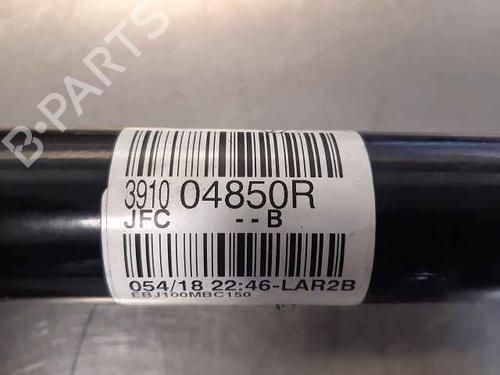 B-PARTS
3910 04850R
JFC --B
054/18 22:46-LAR2B
EBJ100MBC150